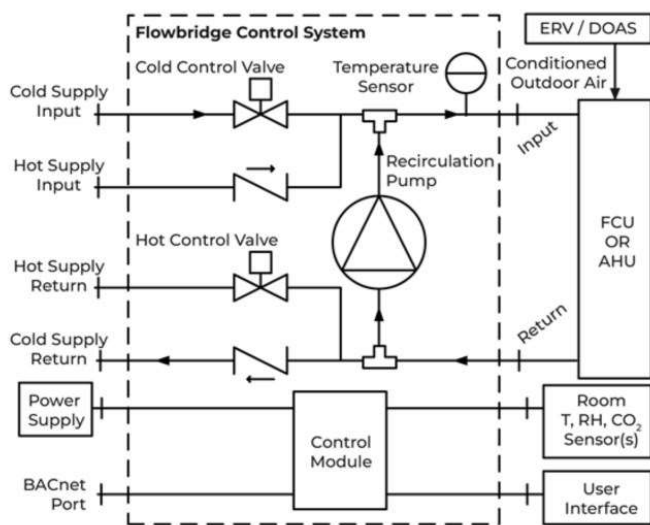 Flowbridge Control System
ERV / DOAS
Cold Control Valve
Temperature
Sensor
Conditioned
Outdoor Air
Cold Supply
Input
Input
Hot Supply
Input
Recirculation
Pump
FCU
OR
AHU
Hot Control Valve
Hot Supply
Return
Cold Supply
Return
Return
Power
Supply
Control
Module
Room
T, RH, CO₂
Sensor(s)
BACnet
Port
User
Interface